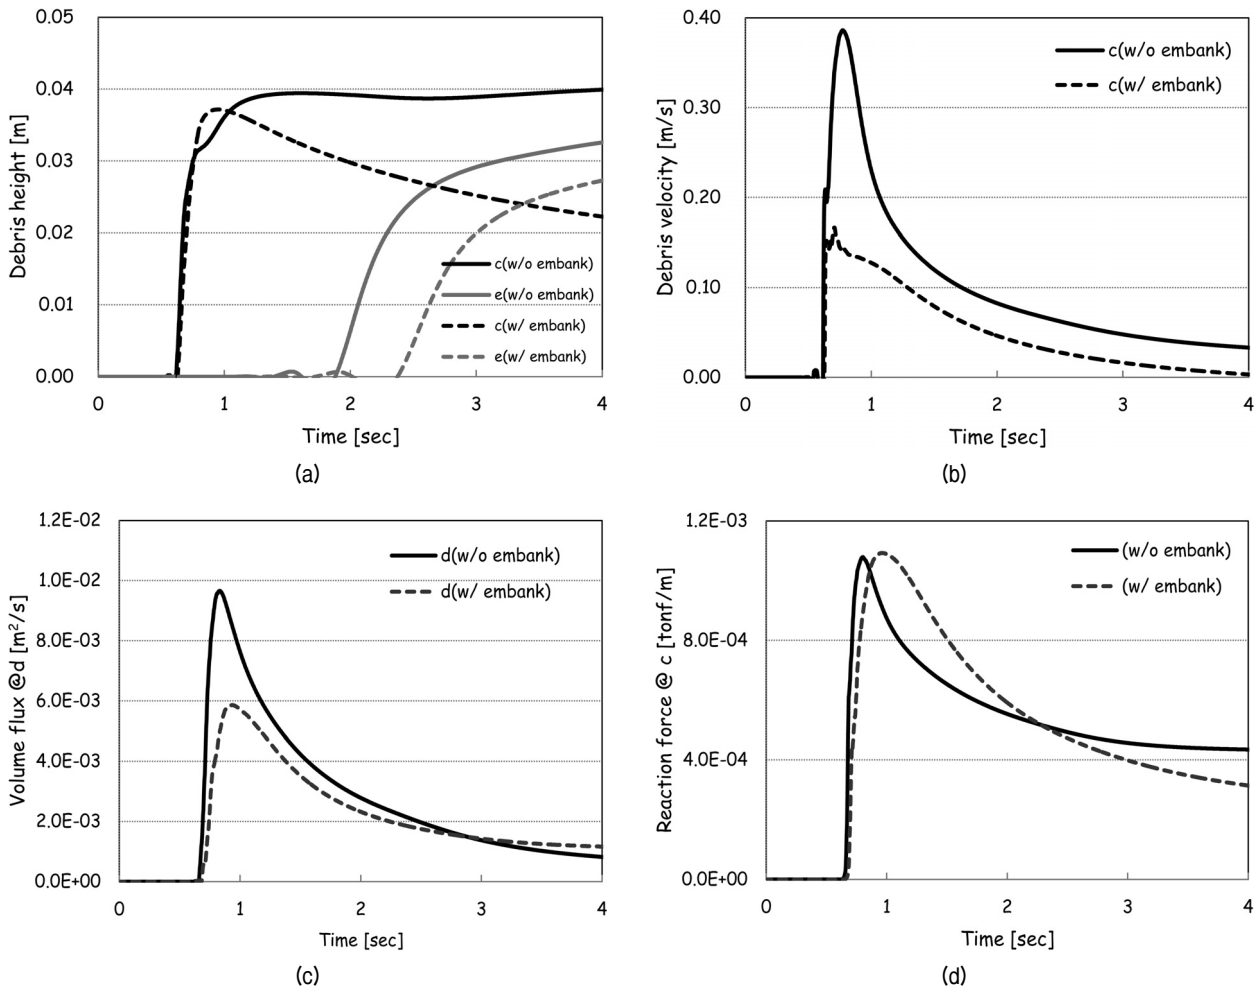 0.05
0.04
0.03
0.02
0.01
0.00
Debris height [m]
c(w/o embank)
e(w/o embank)
c(w/ embank)
e(w/ embank)
0 1 2 3 4
Time [sec]
(a)
0.40
0.30
0.20
0.10
0.00
Debris velocity [m/s]
c(w/o embank)
c(w/ embank)
0 1 2 3 4
Time [sec]
(b)
1.2E-02
1.0E-02
8.0E-03
6.0E-03
4.0E-03
2.0E-03
0.0E+00
Volume flux @d [m²/s]
d(w/o embank)
d(w/ embank)
0 1 2 3 4
Time [sec]
(c)
1.2E-03
8.0E-04
4.0E-04
0.0E+00
Reaction force @ c [tonf/m]
(w/o embank)
(w/ embank)
0 1 2 3 4
Time [sec]
(d)